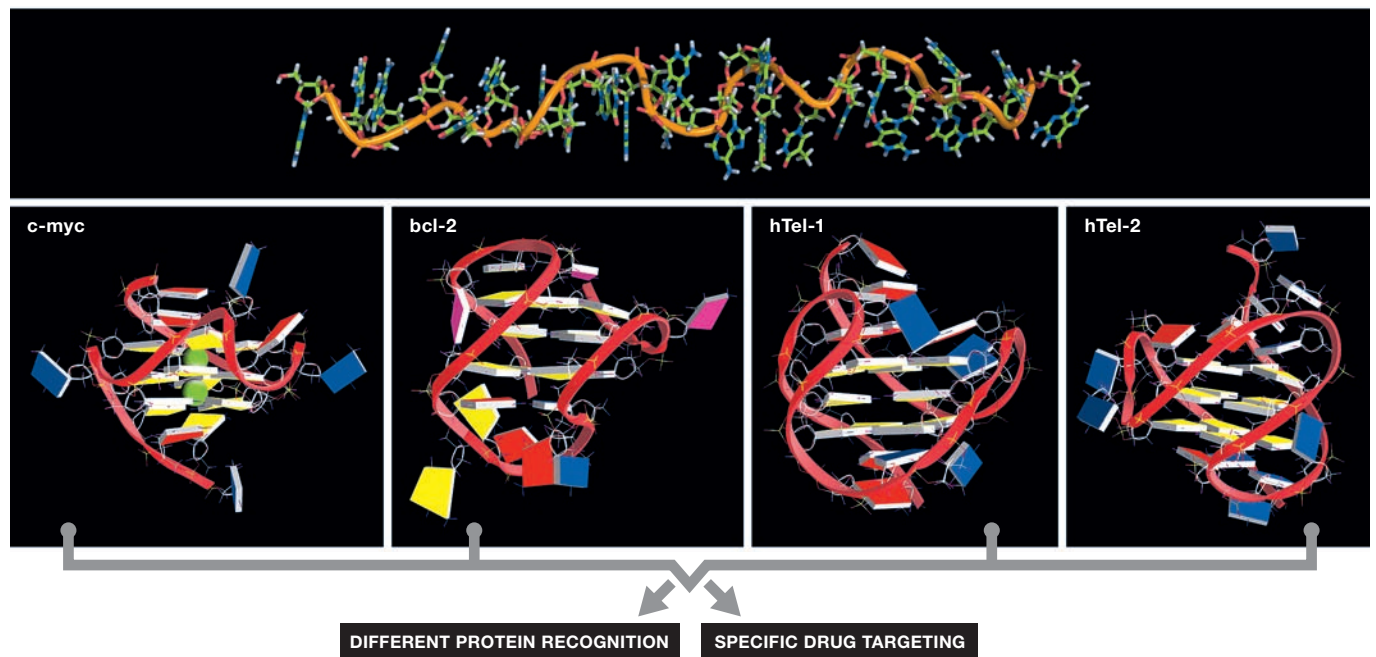 c-myc
bcl-2
hTel-1
hTel-2
DIFFERENT PROTEIN RECOGNITION
SPECIFIC DRUG TARGETING